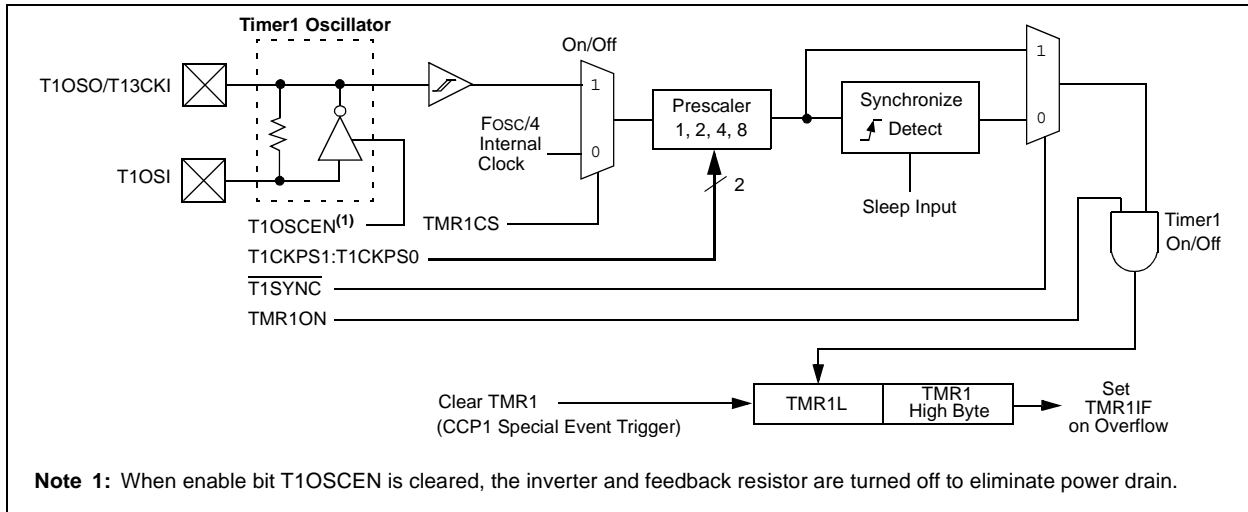 Timer1 Oscillator
On/Off
T1OSO/T13CKI
1
1
Prescaler
1, 2, 4, 8
Synchronize
Detect
FOSC/4
Internal
Clock
0
0
T1OSI
2
Sleep Input
T1OSCEN(1)
TMR1CS
Timer1
On/Off
T1CKPS1:T1CKPS0
T1SYNC
TMR1ON
Clear TMR1
(CCP1 Special Event Trigger)
TMR1L
TMR1
High Byte
Set
TMR1IF
on Overflow
Note 1: When enable bit T1OSCEN is cleared, the inverter and feedback resistor are turned off to eliminate power drain.